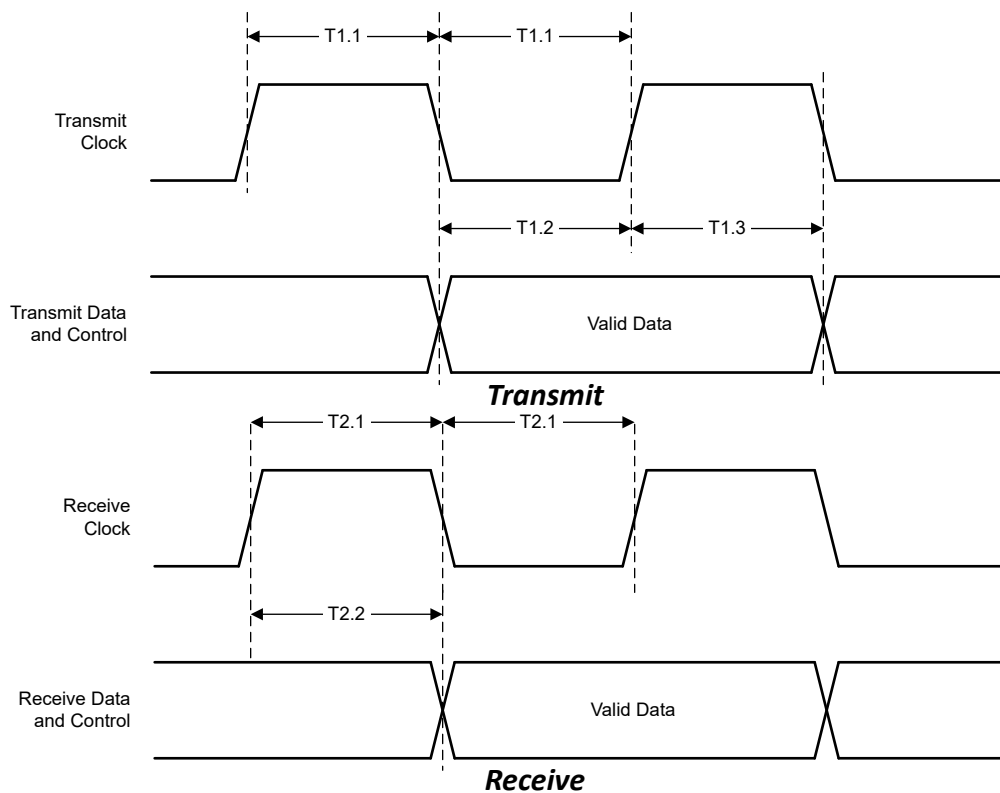 T1.1
T1.1
Transmit
Clock
T1.2
T1.3
Transmit Data
and Control
Valid Data
Transmit
T2.1
T2.1
Receive
Clock
T2.2
Receive Data
and Control
Valid Data
Receive